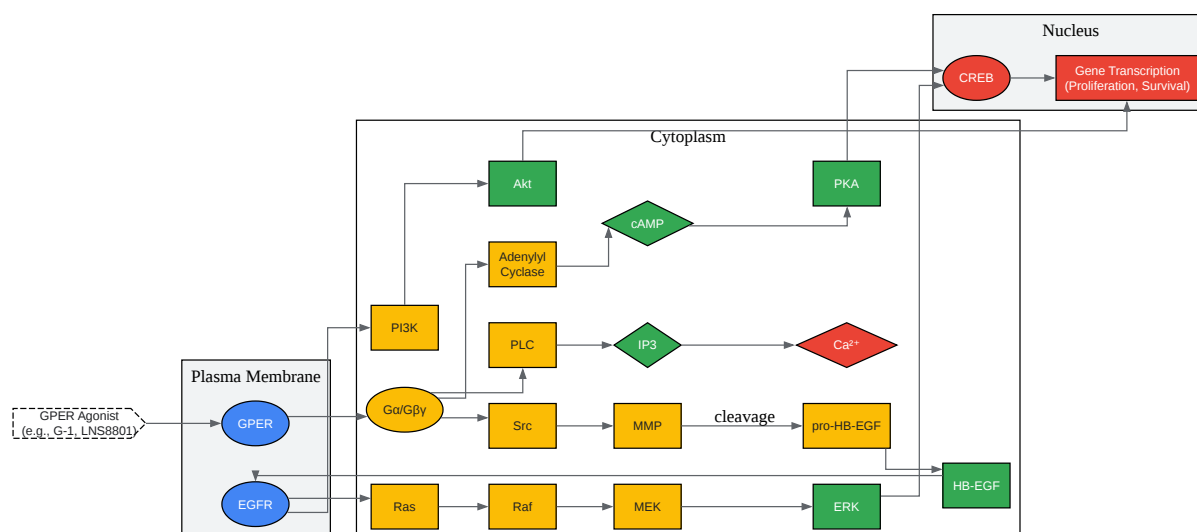 Nucleus
CREB
Gene Transcription
(Proliferation, Survival)
Cytoplasm
Akt
PKA
cAMP
Adenylyl
Cyclase
PI3K
PLC
IP3
Ca²⁺
Plasma Membrane
GPER Agonist
(e.g., G-1, LNS8801)
GPER
Gα/Gβγ
Src
MMP
cleavage
pro-HB-EGF
HB-EGF
EGFR
Ras
Raf
MEK
ERK